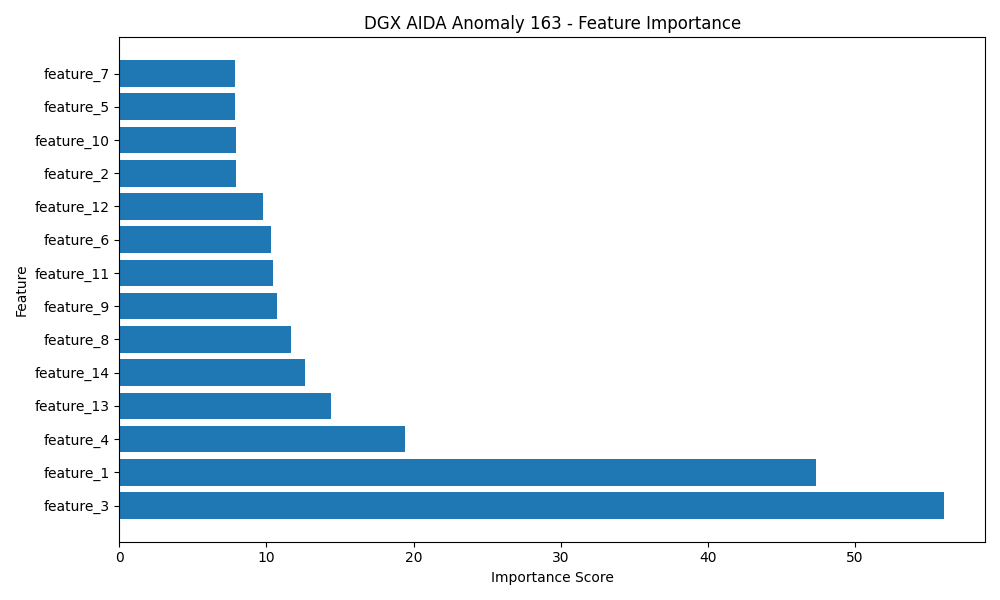 DGX AIDA Anomaly 163 - Feature Importance
feature_7
feature_5
feature_10
feature_2
feature_12
feature_6
feature_11
feature_9
feature_8
feature_14
feature_13
feature_4
feature_1
feature_3
Feature
0 10 20 30 40 50
Importance Score